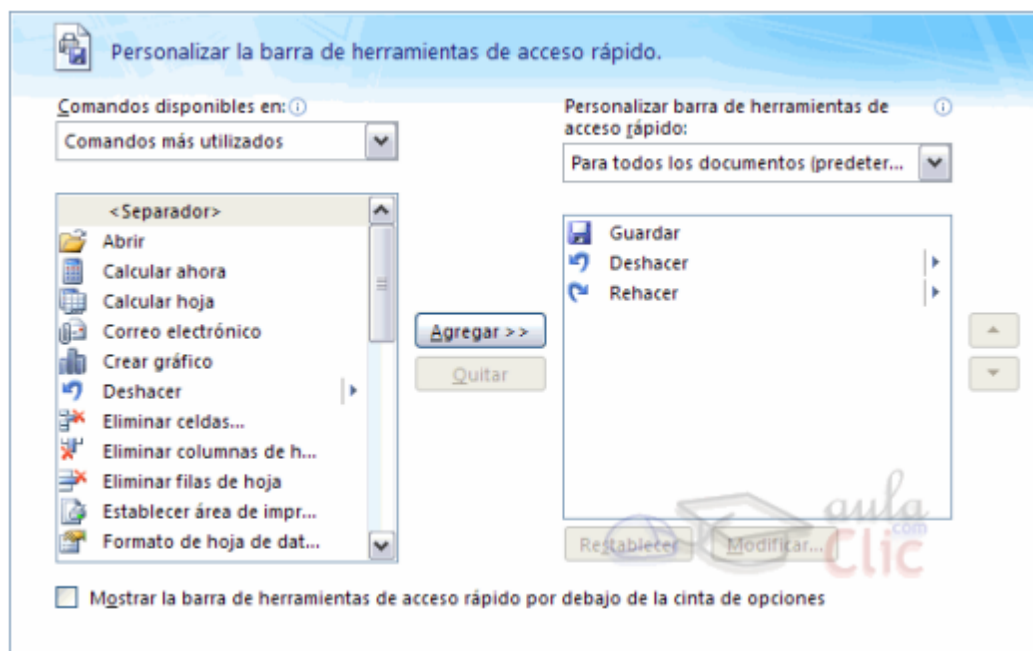 Personalizar la barra de herramientas de acceso rápido.
Comandos disponibles en:
Comandos más utilizados
<Separador>
Abrir
Calcular ahora
Calcular hoja
Correo electrónico
Crear gráfico
Deshacer
Eliminar celdas...
Eliminar columnas de h...
Eliminar filas de hoja
Establecer área de impr...
Formato de hoja de dat...
Agregar >>
Quitar
Personalizar barra de herramientas de
acceso rápido:
Para todos los documentos (predeter...
Guardar
Deshacer
Rehacer
Restablecer
Modificar...
aula
.com
Clic
Mostrar la barra de herramientas de acceso rápido por debajo de la cinta de opciones